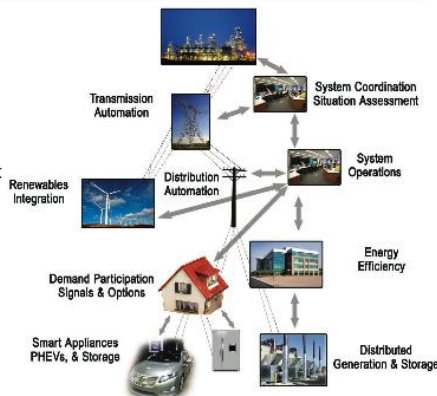 System Coordination
Situation Assessment
Transmission
Automation
System
Operations
Renewables
Integration
Distribution
Automation
Energy
Efficiency
Demand Participation
Signals & Options
Smart Appliances
PHEVs, & Storage
Distributed
Generation & Storage